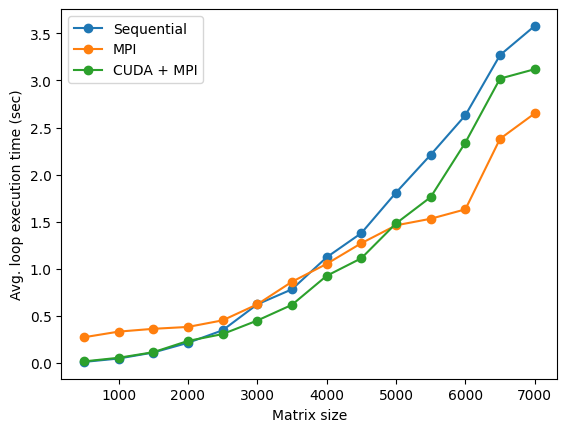 Sequential
MPI
CUDA + MPI
Avg. loop execution time (sec)
3.5
3.0
2.5
2.0
1.5
1.0
0.5
0.0
1000 2000 3000 4000 5000 6000 7000
Matrix size